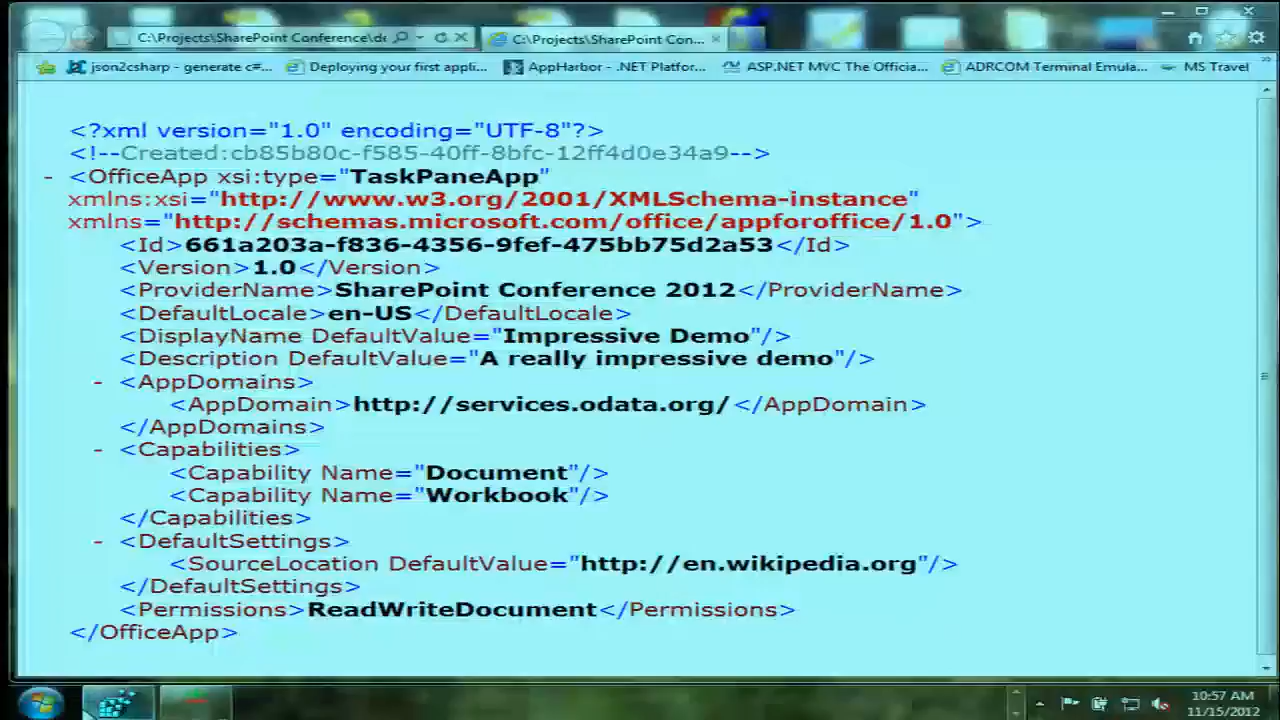 C:\Projects\SharePoint Conference\de
C:\Projects\SharePoint Con...
json2csharp - generate c#...
Deploying your first appli...
AppHarbor - .NET Platfor...
ASP.NET MVC The Officia...
ADRCOM Terminal Emula...
MS Travel
<?xml version="1.0" encoding="UTF-8"?>
<!--Created:cb85b80c-f585-40ff-8bfc-12ff4d0e34a9-->
- <OfficeApp xsi:type="TaskPaneApp"
xmlns:xsi="http://www.w3.org/2001/XMLSchema-instance"
xmlns="http://schemas.microsoft.com/office/appforoffice/1.0">
<Id>661a203a-f836-4356-9fef-475bb75d2a53</Id>
<Version>1.0</Version>
<ProviderName>SharePoint Conference 2012</ProviderName>
<DefaultLocale>en-US</DefaultLocale>
<DisplayName DefaultValue="Impressive Demo"/>
<Description DefaultValue="A really impressive demo"/>
- <AppDomains>
<AppDomain>http://services.odata.org/</AppDomain>
</AppDomains>
- <Capabilities>
<Capability Name="Document"/>
<Capability Name="Workbook"/>
</Capabilities>
- <DefaultSettings>
<SourceLocation DefaultValue="http://en.wikipedia.org"/>
</DefaultSettings>
<Permissions>ReadWriteDocument</Permissions>
</OfficeApp>
10:57 AM
11/15/2012